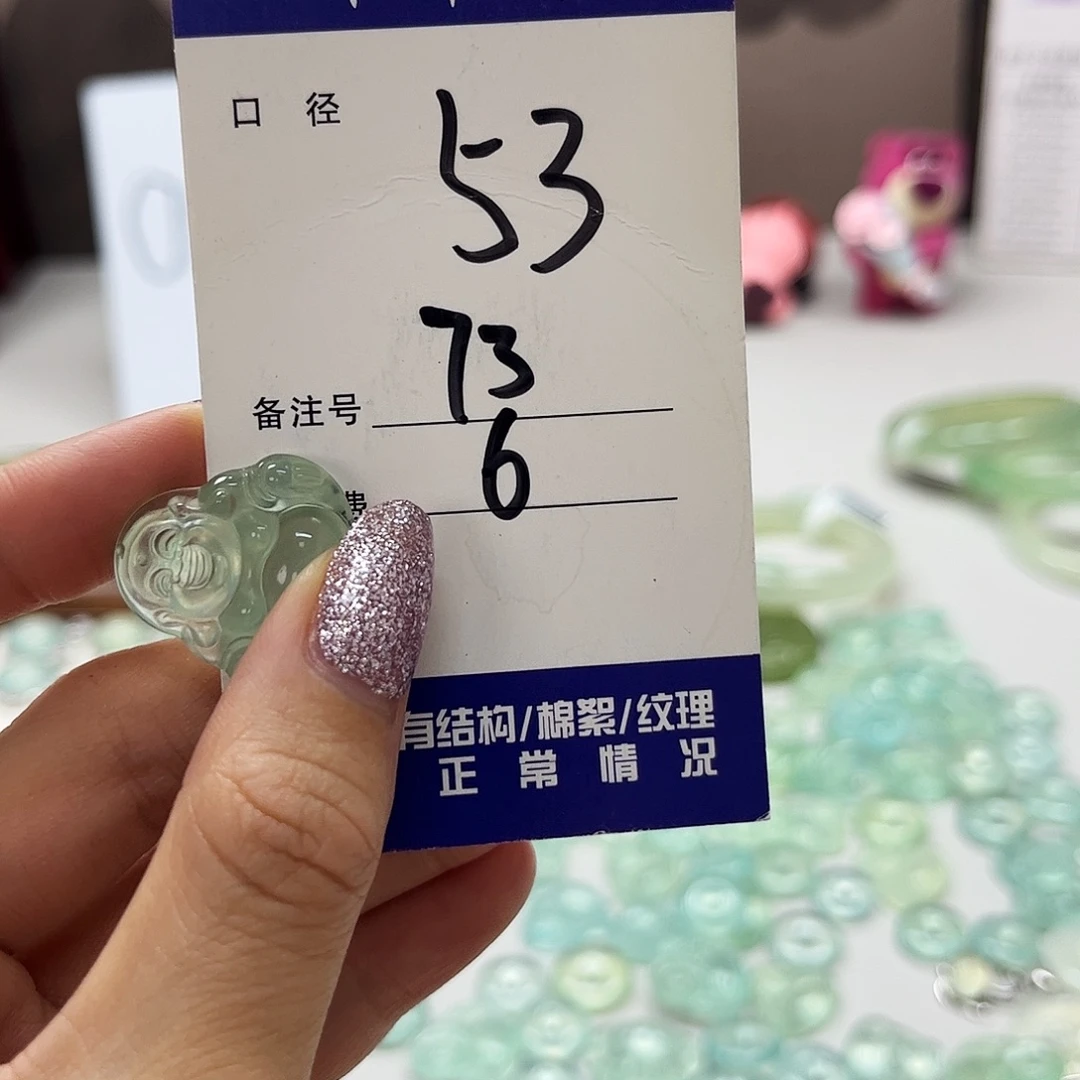 口径 53
73
备注号
费 6
有结构/棉絮/纹理
正常情况